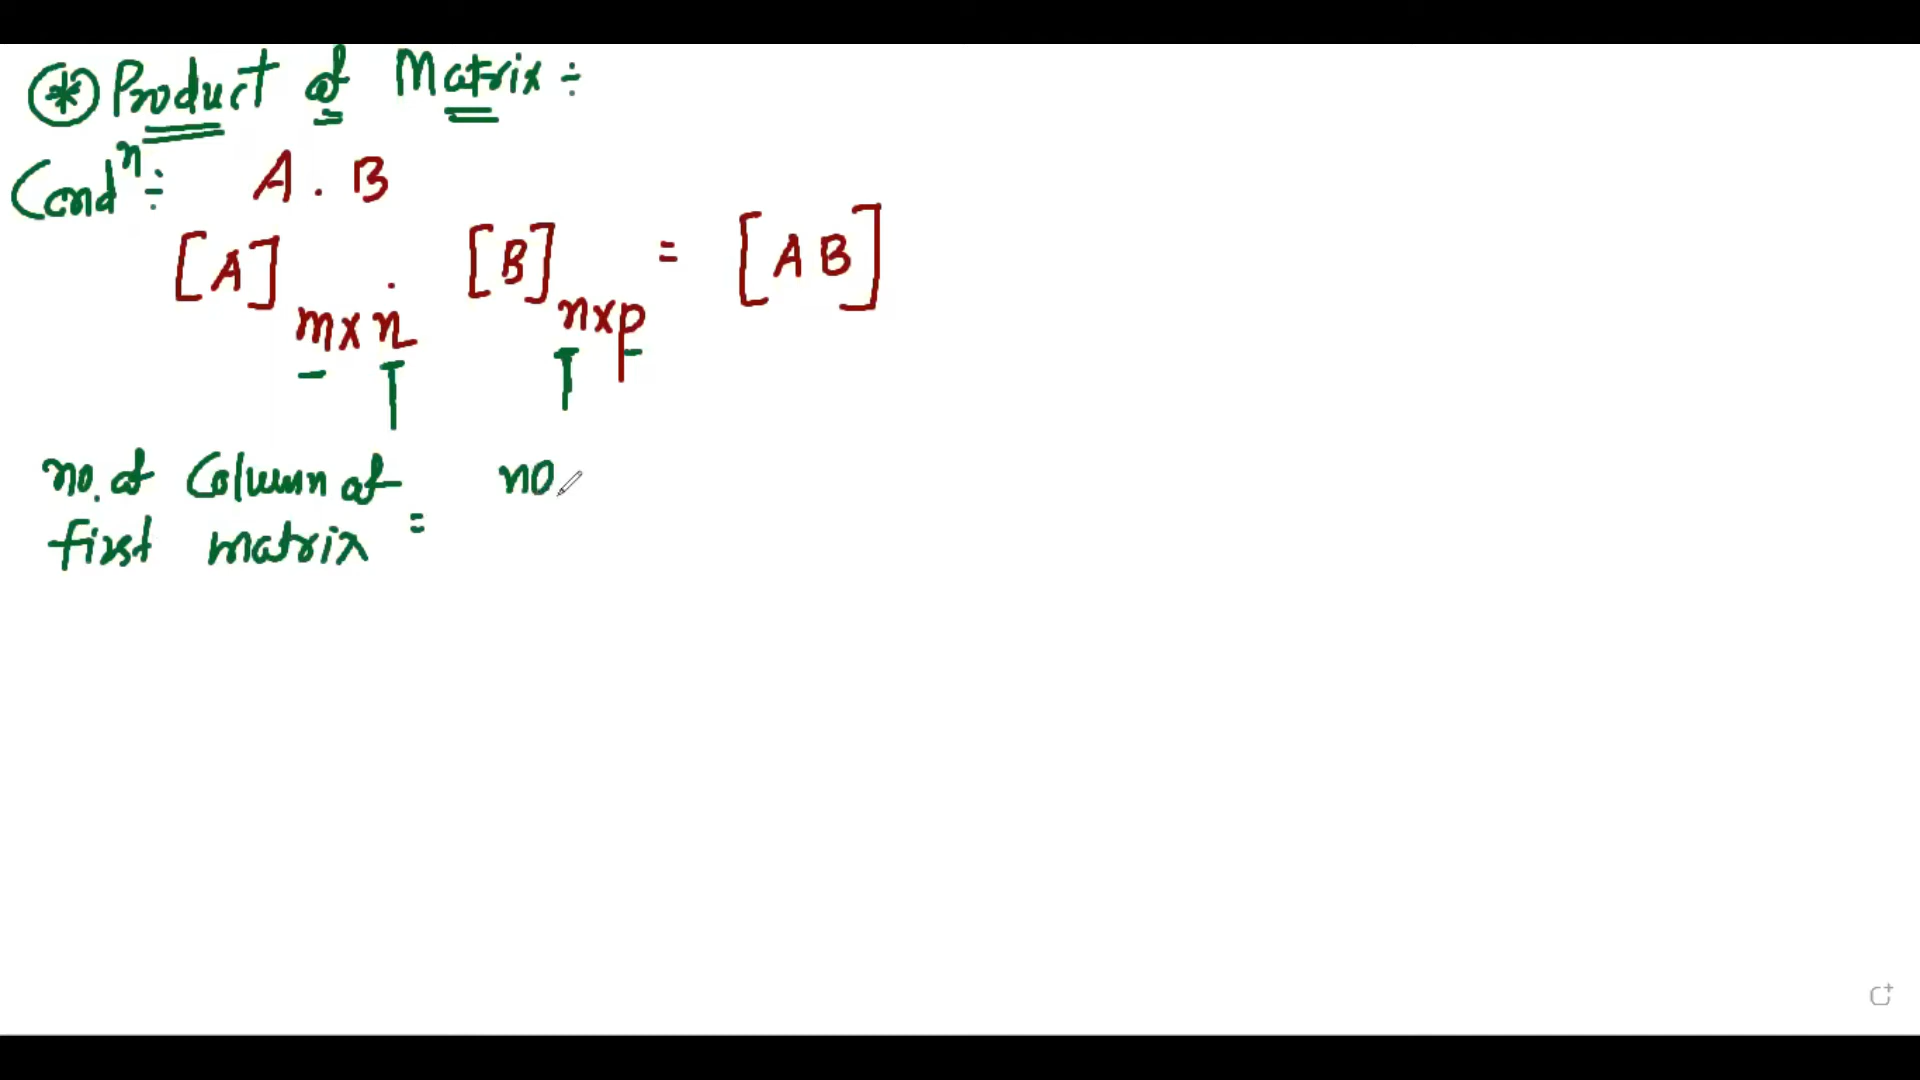 * Product of Matrix ÷
Condⁿ ÷ A . B
[A] m×n . [B] n×p = [AB]
no. of Column of no.
first matrix =